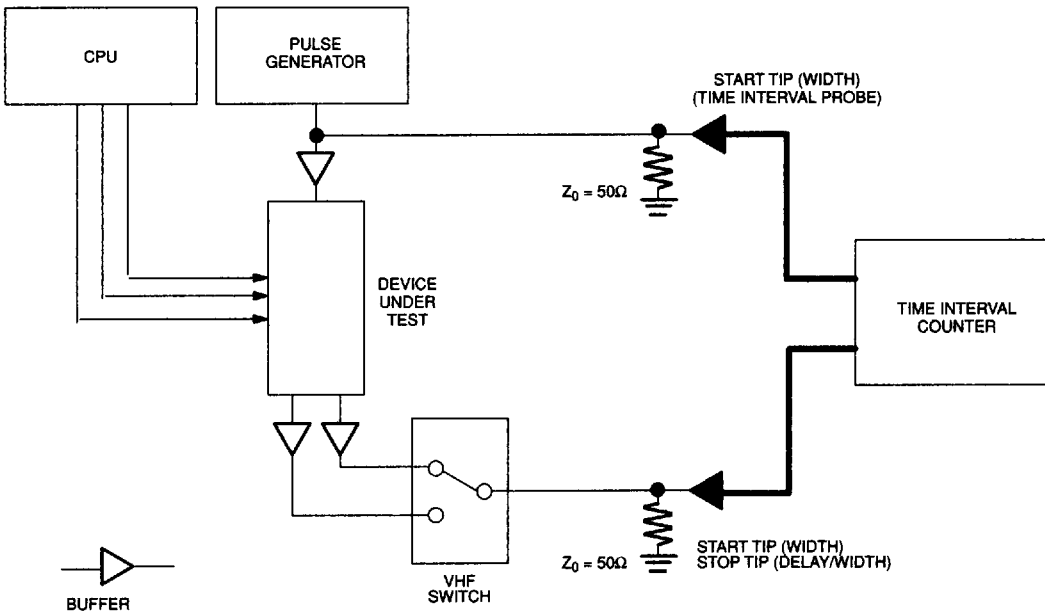 CPU
PULSE
GENERATOR
START TIP (WIDTH)
(TIME INTERVAL PROBE)
Z0 = 50Ω
DEVICE
UNDER
TEST
TIME INTERVAL
COUNTER
Z0 = 50Ω
START TIP (WIDTH)
STOP TIP (DELAY/WIDTH)
VHF
SWITCH
BUFFER